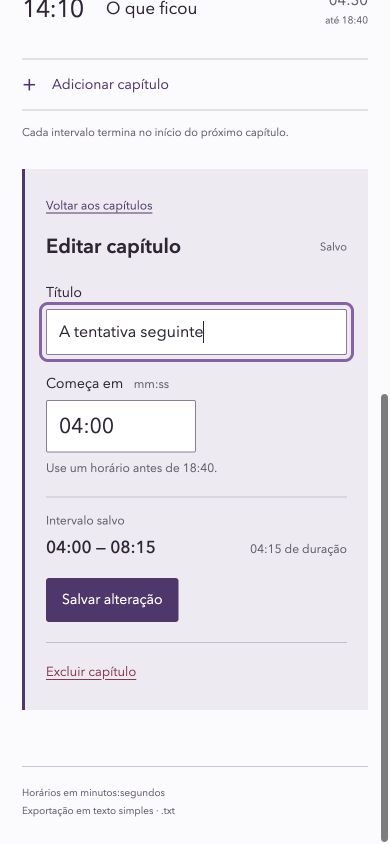 14:10 O que ficou 04:30
até 18:40
+ Adicionar capítulo
Cada intervalo termina no início do próximo capítulo.
Voltar aos capítulos
Editar capítulo Salvo
Título
A tentativa seguinte
Começa em mm:ss
04:00
Use um horário antes de 18:40.
Intervalo salvo
04:00 – 08:15 04:15 de duração
Salvar alteração
Excluir capítulo
Horários em minutos:segundos
Exportação em texto simples · .txt